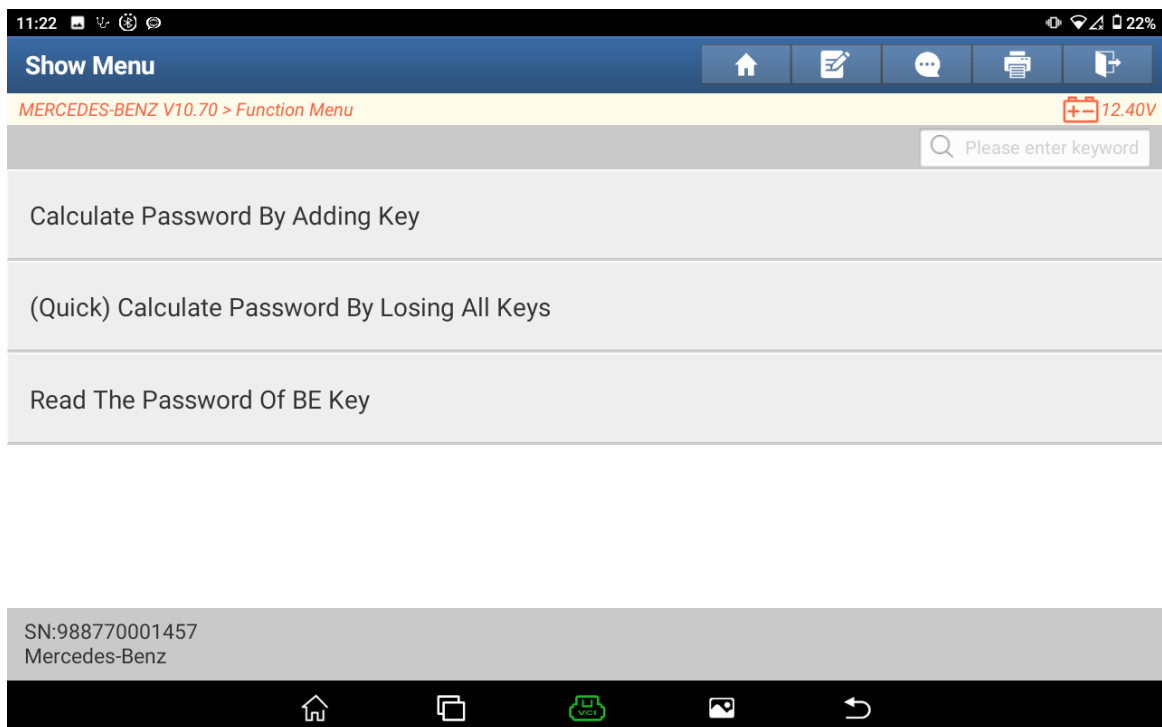 11:22
22%
Show Menu
MERCEDES-BENZ V10.70 > Function Menu
12.40V
Please enter keyword
Calculate Password By Adding Key
(Quick) Calculate Password By Losing All Keys
Read The Password Of BE Key
SN:988770001457
Mercedes-Benz
VCI